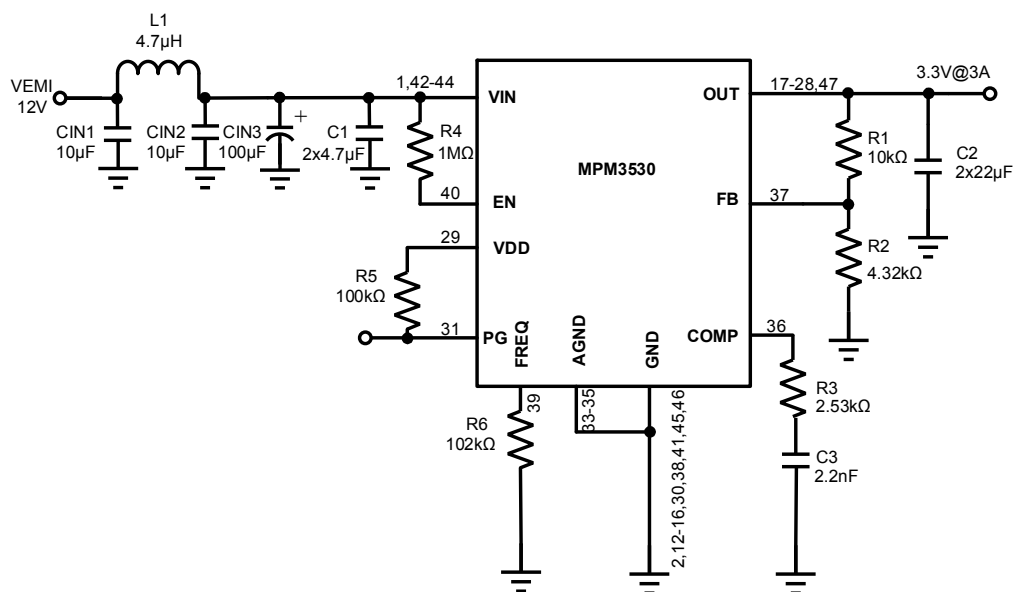 L1
4.7µH
VEMI
12V
CIN1
10µF
CIN2
10µF
CIN3
100µF
+
C1
2x4.7µF
R4
1MΩ
1,42-44
VIN
40
EN
29
VDD
R5
100kΩ
31
PG
MPM3530
OUT
17-28,47
3.3V@3A
R1
10kΩ
C2
2x22µF
FB
37
R2
4.32kΩ
COMP
36
R3
2.53kΩ
C3
2.2nF
FREQ
39
R6
102kΩ
AGND
33-35
GND
2,12-16,30,38,41,45,46